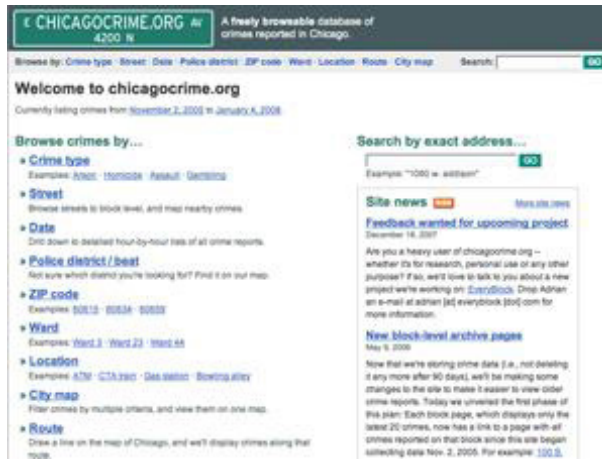 E CHICAGOCRIME.ORG AV
4200 N
A freely browseable database of
crimes reported in Chicago.
Browse by: Crime type Street Date Police district ZIP code Ward Location Route City map
Search: GO
Welcome to chicagocrime.org
Currently listing crimes from November 2, 2005 to January 4, 2008.
Browse crimes by...
» Crime type
Examples: Arson · Homicide · Assault · Gambling
» Street
Browse streets to block level, and map nearby crimes.
» Date
Drill down to detailed hour-by-hour lists of all crime reports.
» Police district / beat
Not sure which district you're looking for? Find it on our map.
» ZIP code
Examples:
» Ward
Examples: Ward 3 · Ward 23 · Ward 44
» Location
Examples: ATM · CTA train · Gas station · Bowling alley
» City map
Filter crimes by multiple criteria, and view them on one map.
» Route
Draw a line on the map of Chicago, and we'll display crimes along that
route.
Search by exact address...
GO
Example: "1060 w. addison"
Site news
More site news
Feedback wanted for upcoming project
December 2007
Are you a heavy user of chicagocrime.org --
whether it's for research, personal use or any other
purpose? If so, we'd love to talk to you about a new
project we're working on: EveryBlock. Drop Adrian
an e-mail at adrian [at] everyblock [dot] com for
more information.
New block-level archive pages
May 2006
Now that we're storing crime data (i.e., not deleting
it any more after 90 days), we'll be making some
changes to the site to make it easier to view older
crime reports. Today we unveiled the first phase of
this plan: Each block page, which displays only the
latest 20 crimes, now has a link to a page with all
crimes reported on that block since this site began
collecting data Nov. 2, 2005. For example: 100 S.